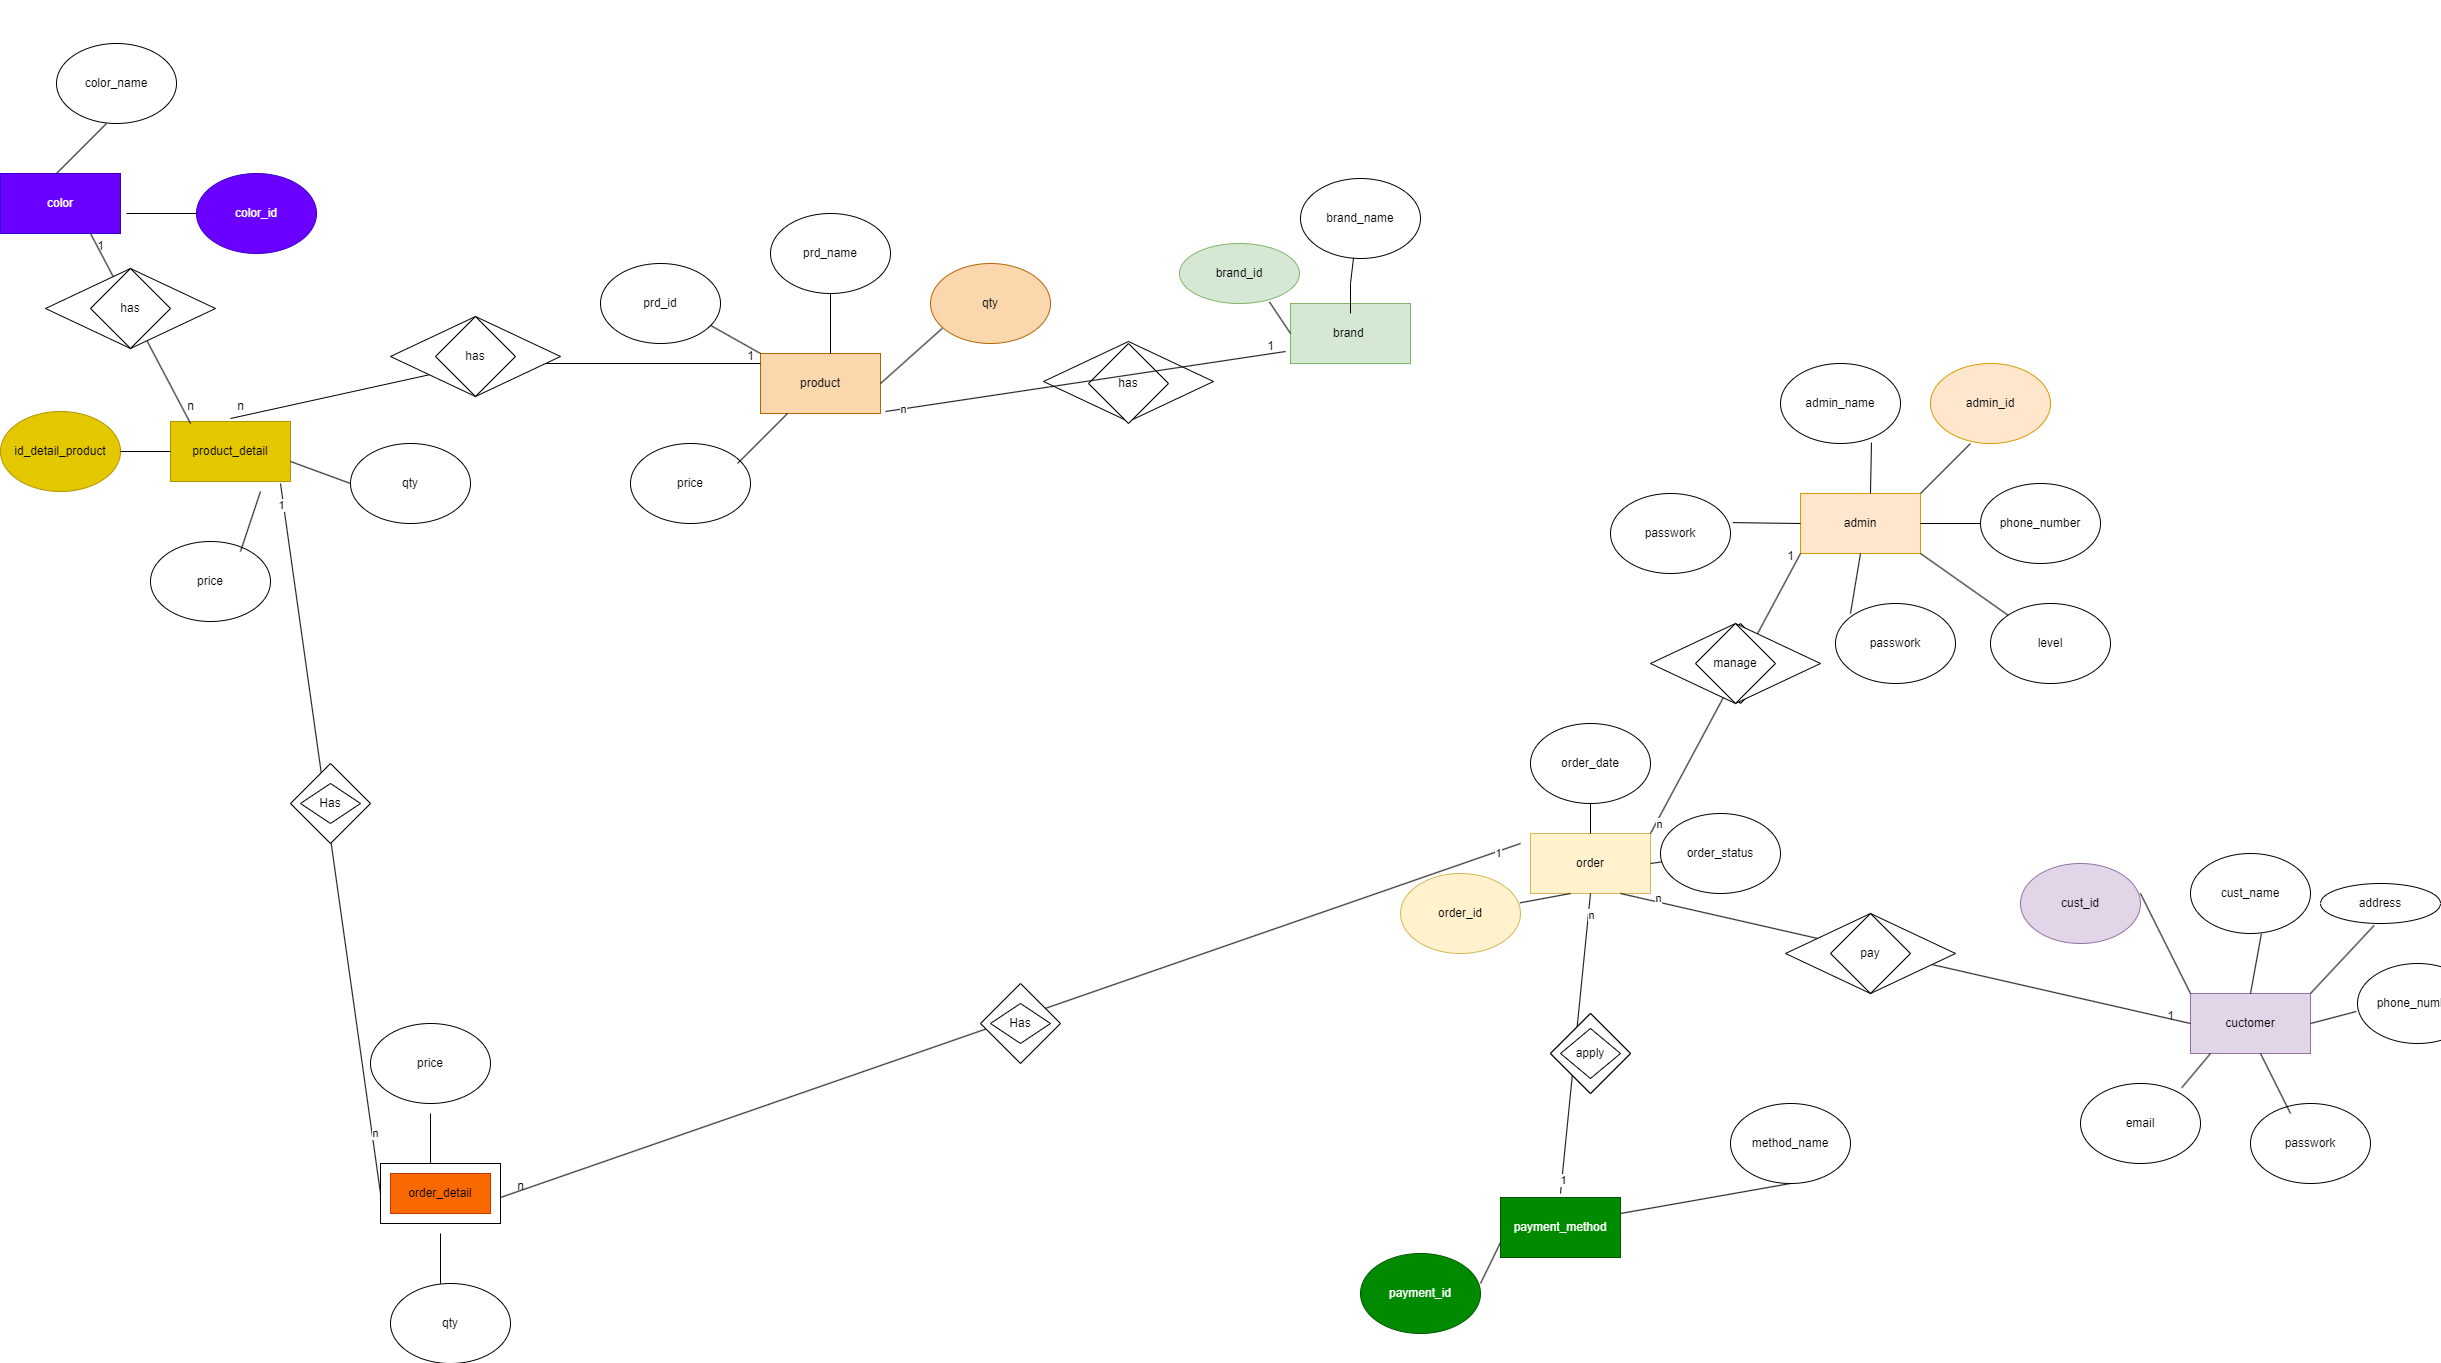 color_name
color
color_id
1
has
n
n
has
1
prd_id
prd_name
qty
product
price
n
has
1
brand_id
brand_name
brand
id_detail_product
product_detail
qty
price
1
Has
n
price
order_detail
qty
n
Has
1
admin_name
admin_id
passwork
admin
phone_number
1
passwork
level
manage
n
order_date
order
order_status
order_id
n
n
pay
1
cust_id
cust_name
address
phone_num
cuctomer
email
passwork
apply
1
method_name
payment_method
payment_id